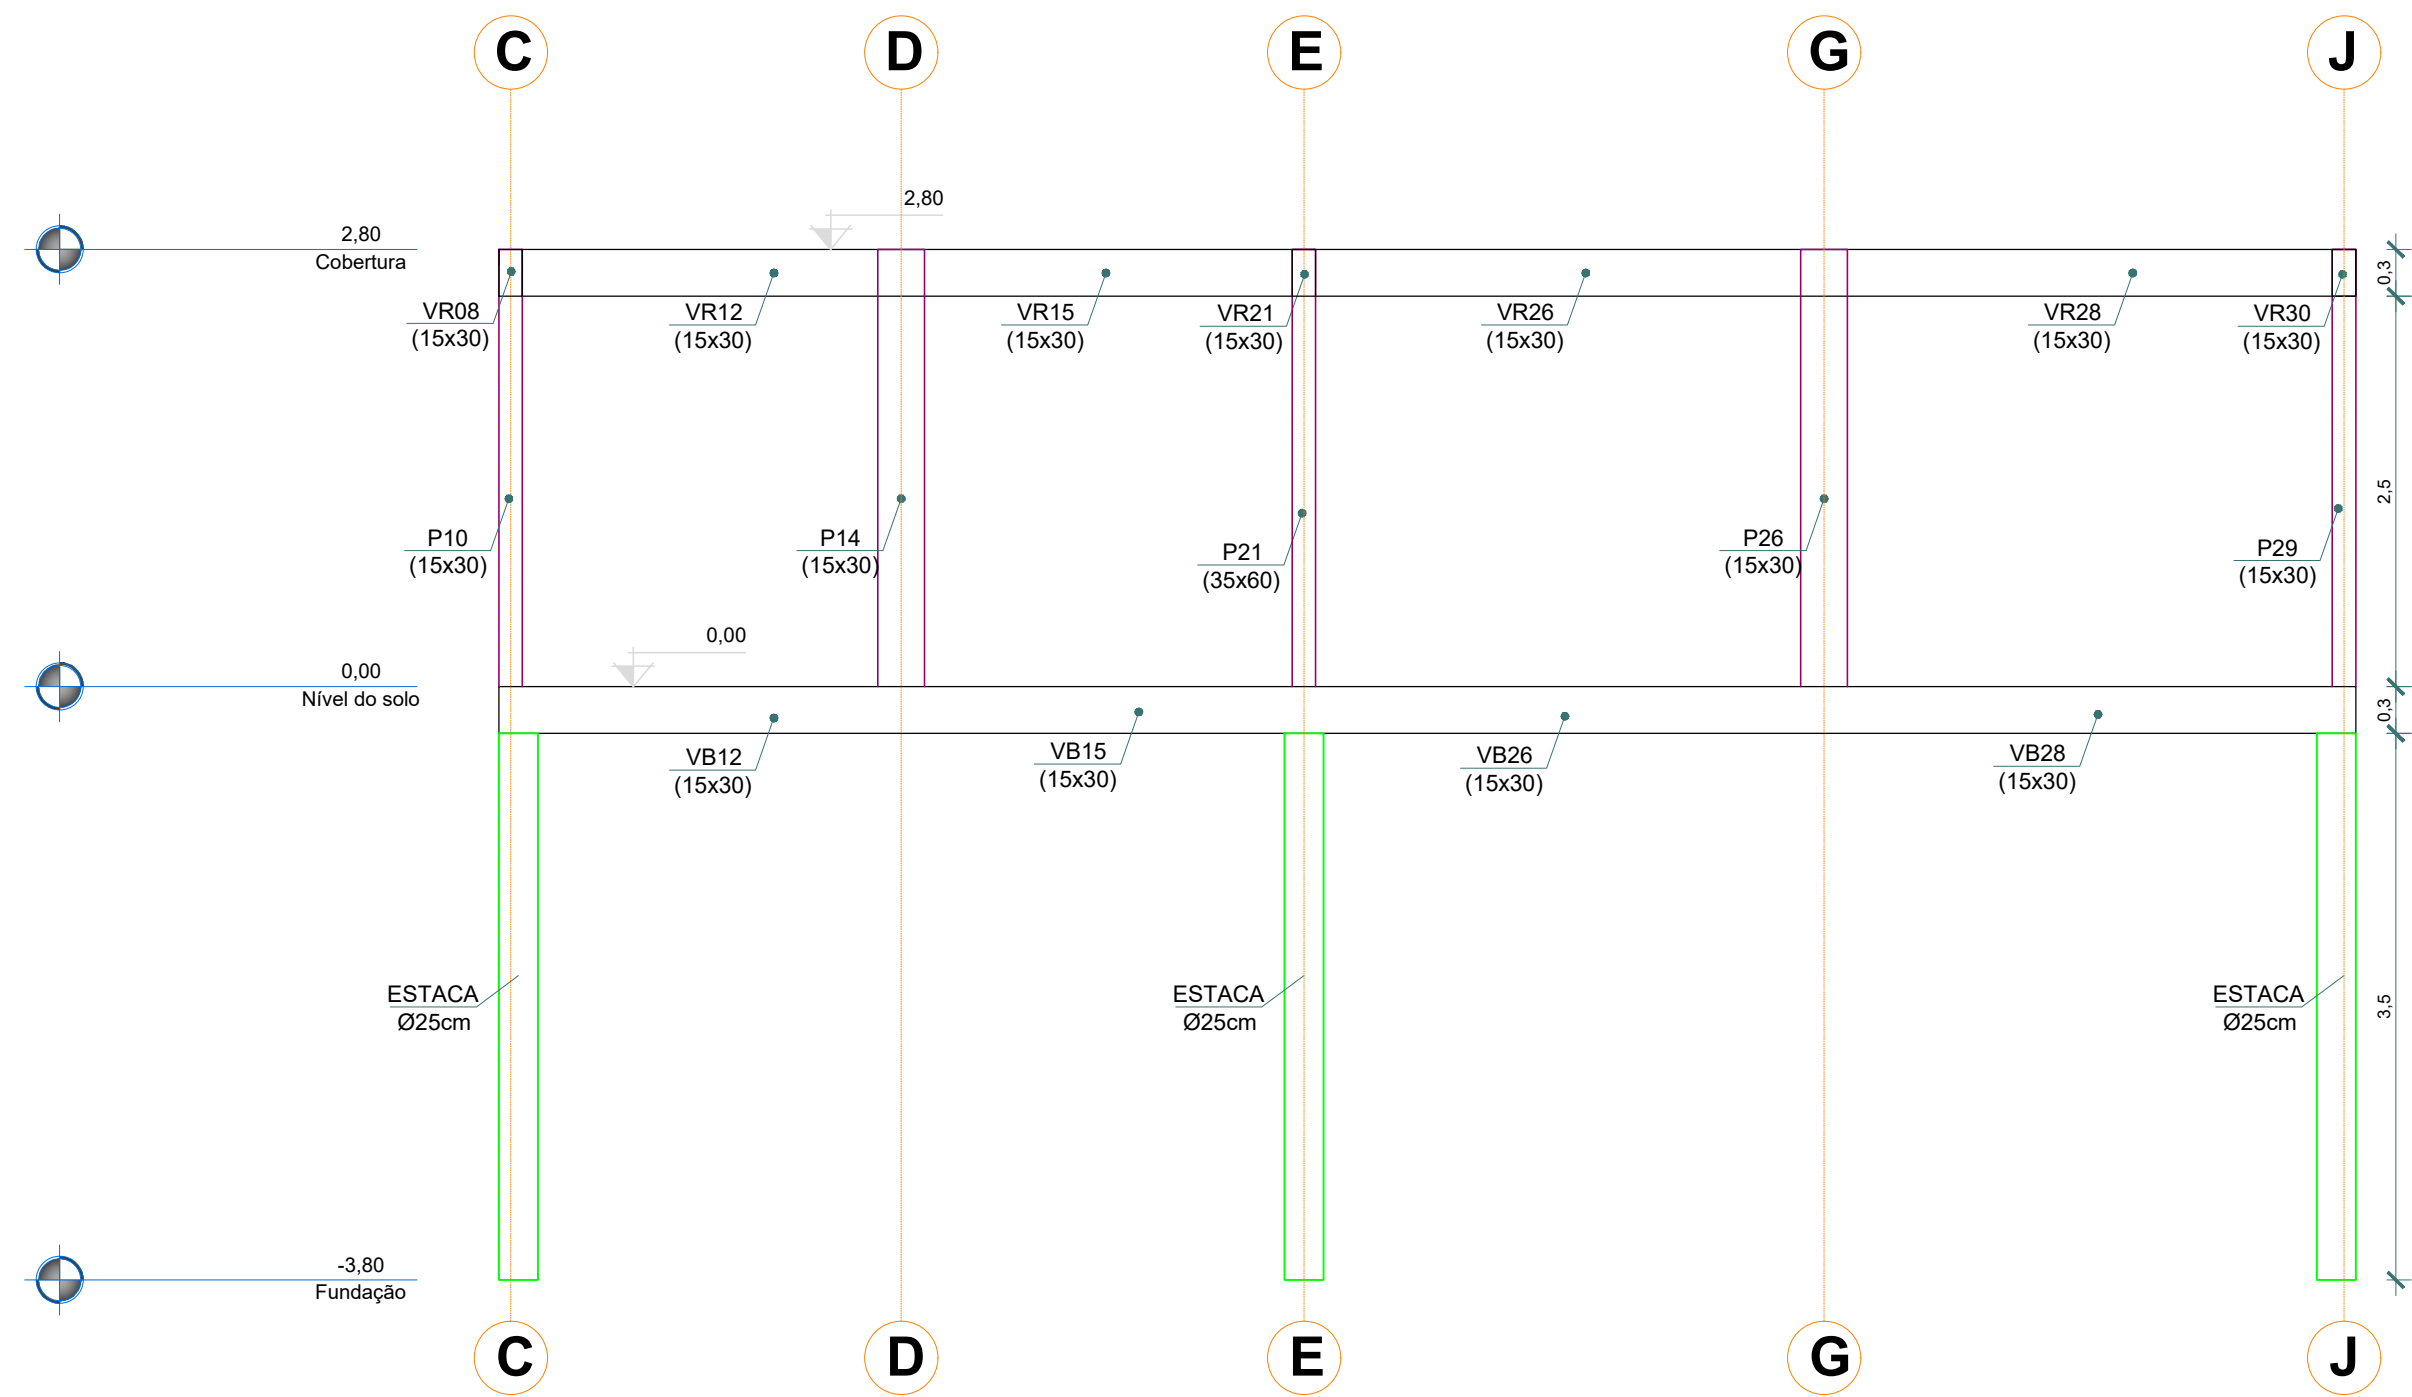 C
D
E
G
J
2,80
2,80
Cobertura
0,3
VR08
(15x30)
VR12
(15x30)
VR15
(15x30)
VR21
(15x30)
VR26
(15x30)
VR28
(15x30)
VR30
(15x30)
2,5
P10
(15x30)
P14
(15x30)
P21
(35x60)
P26
(15x30)
P29
(15x30)
0,00
0,00
Nível do solo
0,3
VB12
(15x30)
VB15
(15x30)
VB26
(15x30)
VB28
(15x30)
ESTACA
Ø25cm
ESTACA
Ø25cm
ESTACA
Ø25cm
3,5
-3,80
Fundação
C
D
E
G
J